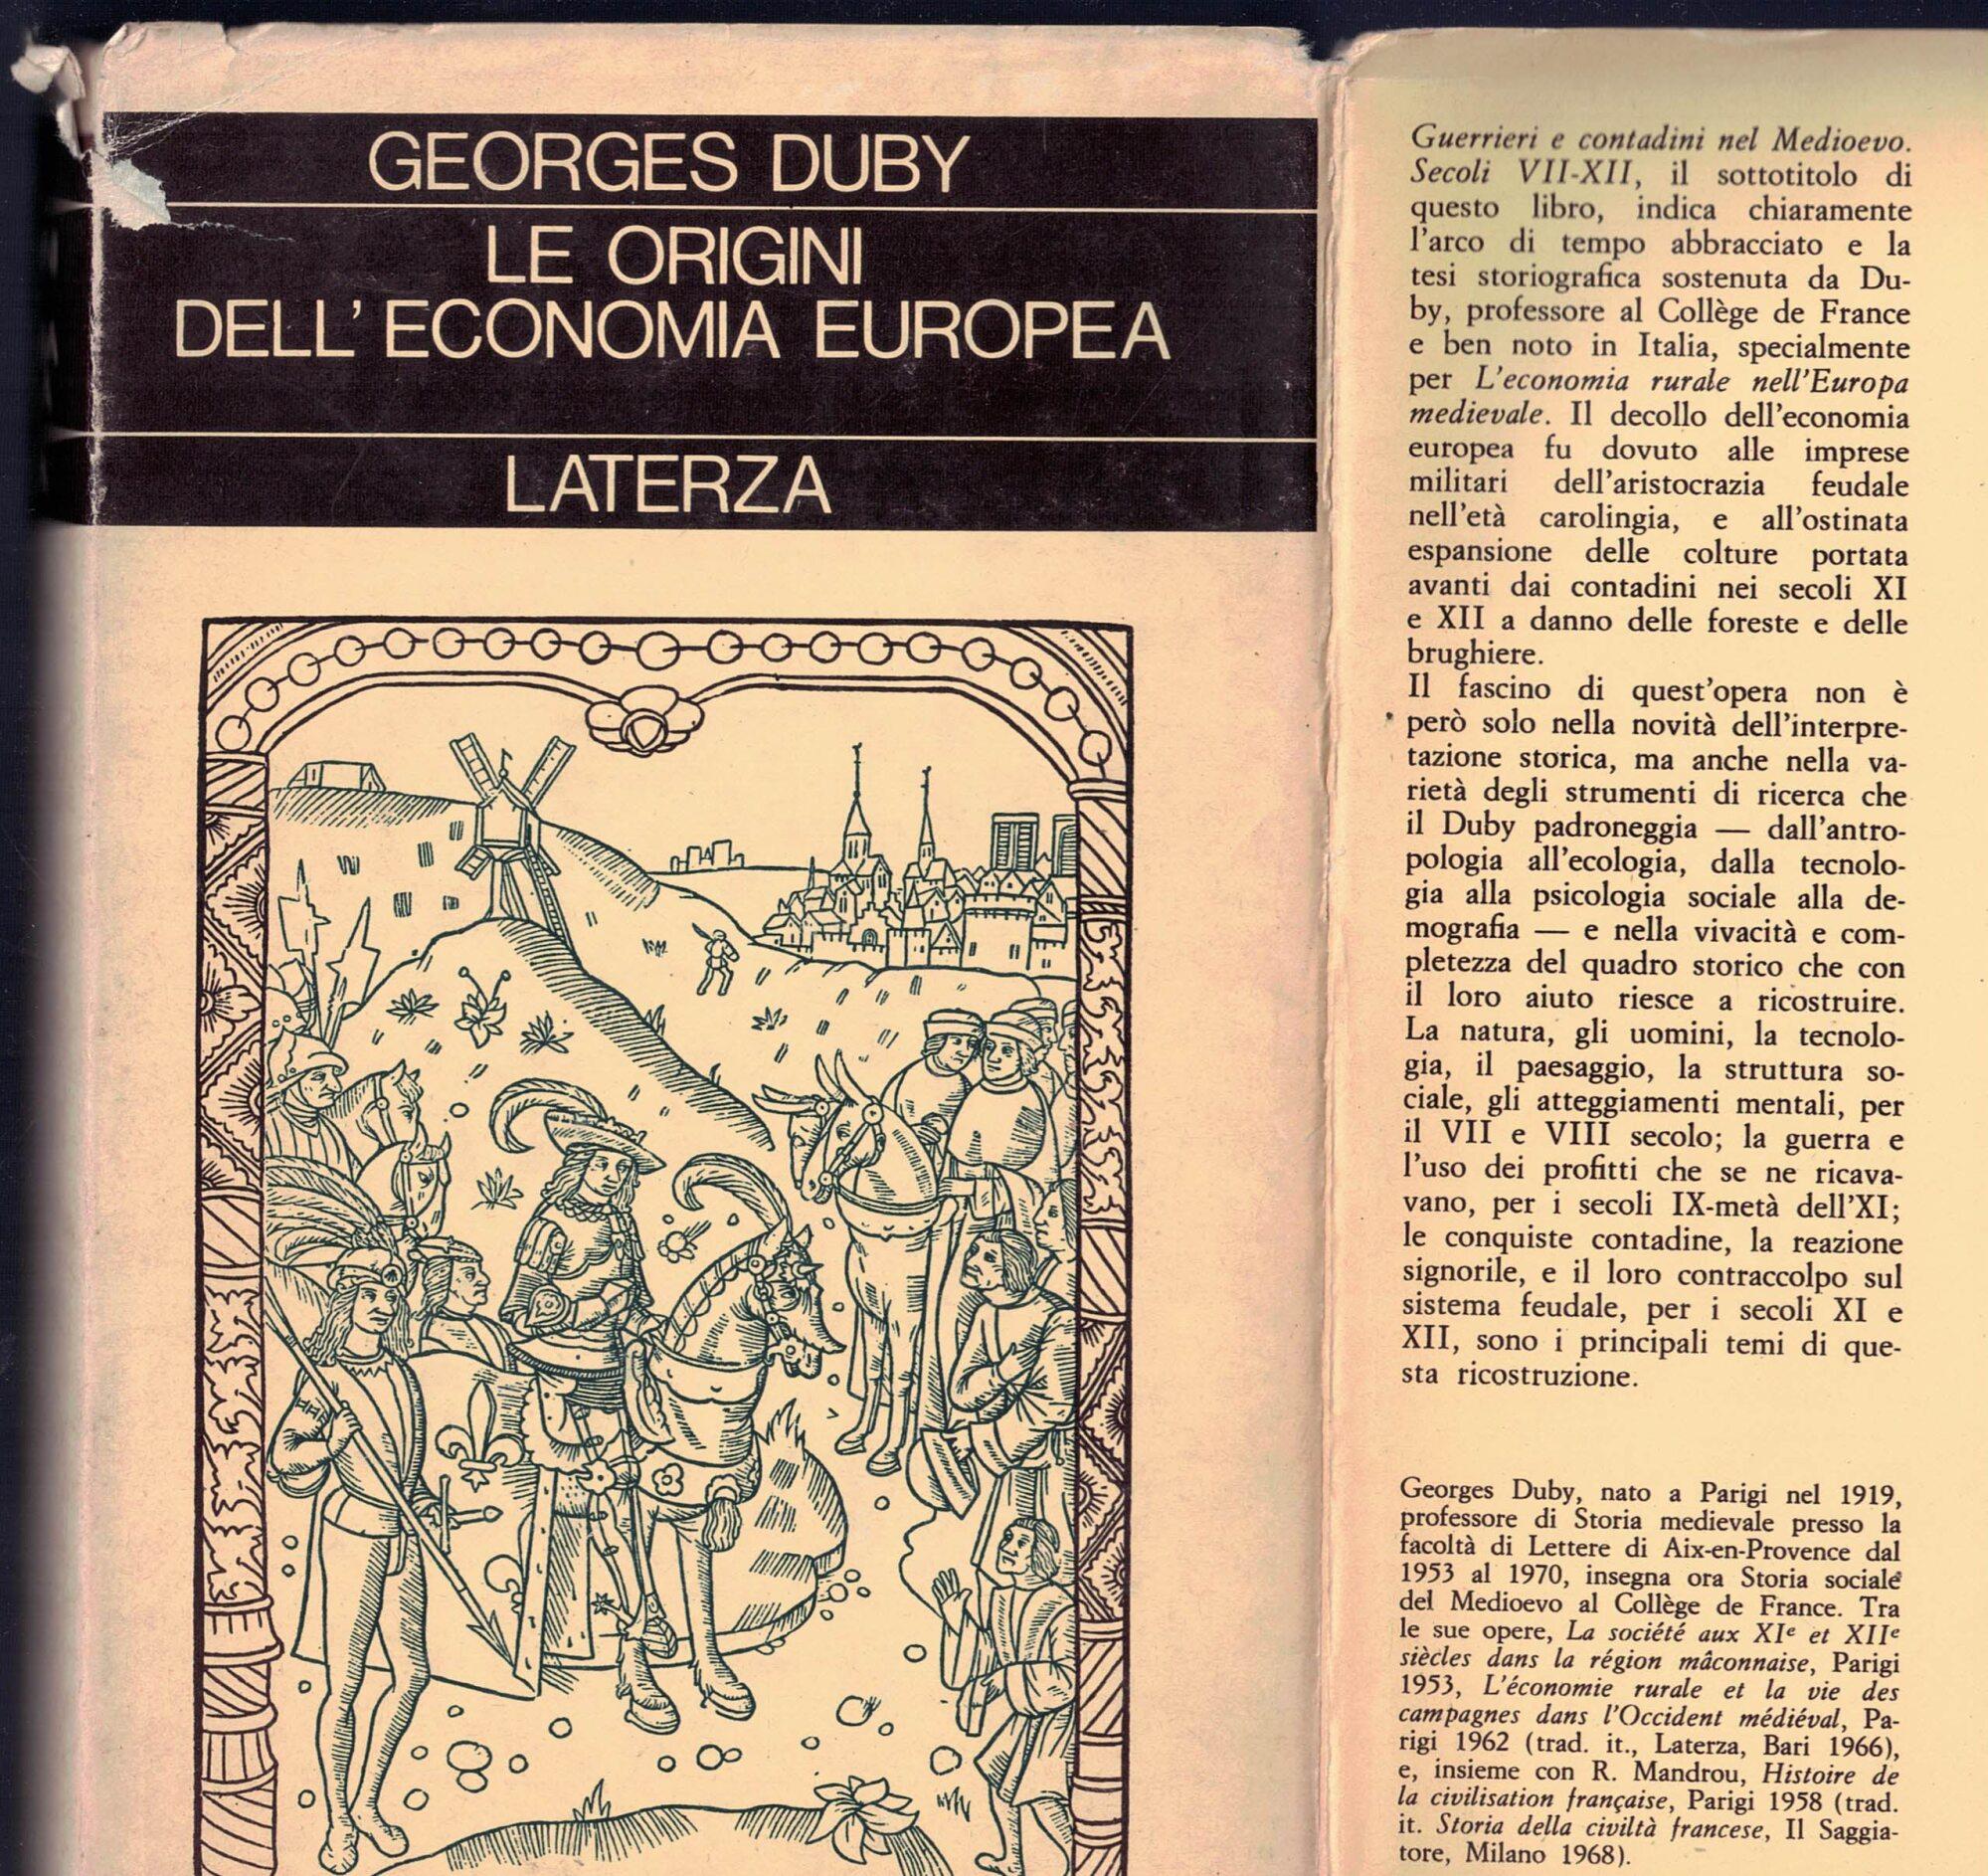 GEORGES DUBY
LE ORIGINI
DELL'ECONOMIA EUROPEA
LATERZA
Guerrieri e contadini nel Medioevo.
Secoli VII-XII, il sottotitolo di
questo libro, indica chiaramente
l'arco di tempo abbracciato e la
tesi storiografica sostenuta da Du-
by, professore al Collège de France
e ben noto in Italia, specialmente
per L'economia rurale nell'Europa
medievale. Il decollo dell'economia
europea fu dovuto alle imprese
militari dell'aristocrazia feudale
nell'età carolingia, e all'ostinata
espansione delle colture portata
avanti dai contadini nei secoli XI
e XII a danno delle foreste e delle
brughiere.
Il fascino di quest'opera non è
però solo nella novità dell'interpre-
tazione storica, ma anche nella va-
rietà degli strumenti di ricerca che
il Duby padroneggia — dall'antro-
pologia all'ecologia, dalla tecnolo-
gia alla psicologia sociale alla de-
mografia — e nella vivacità e com-
pletezza del quadro storico che con
il loro aiuto riesce a ricostruire.
La natura, gli uomini, la tecnolo-
gia, il paesaggio, la struttura so-
ciale, gli atteggiamenti mentali, per
il VII e VIII secolo; la guerra e
l'uso dei profitti che se ne ricava-
vano, per i secoli IX-metà dell'XI;
le conquiste contadine, la reazione
signorile, e il loro contraccolpo sul
sistema feudale, per i secoli XI e
XII, sono i principali temi di que-
sta ricostruzione.
Georges Duby, nato a Parigi nel 1919,
professore di Storia medievale presso la
facoltà di Lettere di Aix-en-Provence dal
1953 al 1970, insegna ora Storia sociale
del Medioevo al Collège de France. Tra
le sue opere, La société aux XIe et XIIe
siècles dans la région mâconnaise, Parigi
1953, L'économie rurale et la vie des
campagnes dans l'Occident médiéval, Pa-
rigi 1962 (trad. it., Laterza, Bari 1966),
e, insieme con R. Mandrou, Histoire de
la civilisation française, Parigi 1958 (trad.
it. Storia della civiltà francese, Il Saggia-
tore, Milano 1968).